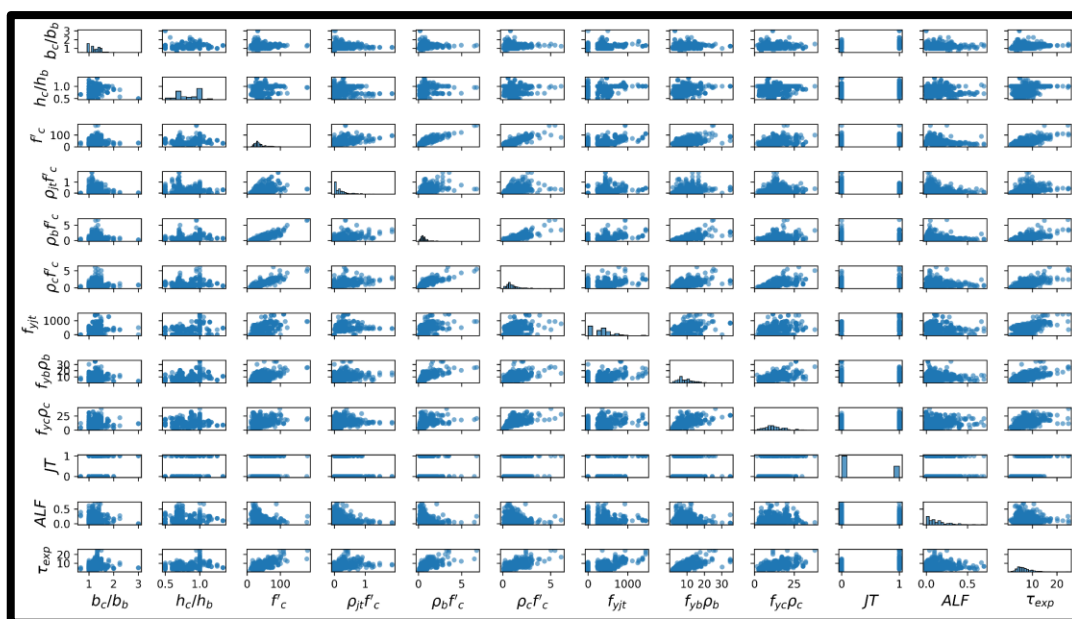 b_c/b_b 3 2 1
h_c/h_b 1.0 0.5
f'_c 100 0
ρ_jt f'_c 1 0
ρ_b f'_c 5 0
ρ_c f'_c 5 0
f_yjt 1000 0
f_yb ρ_b 30 20 10
f_yc ρ_c 25 0
JT 1 0
ALF 0.5 0.0
τ_exp 20 10
1 2 3 0.5 1.0 100 0 1 0 5 0 5 0 1000 10 20 30 0 25 0 1 0.0 0.5 10 20
b_c/b_b h_c/h_b f'_c ρ_jt f'_c ρ_b f'_c ρ_c f'_c f_yjt f_yb ρ_b f_yc ρ_c JT ALF τ_exp